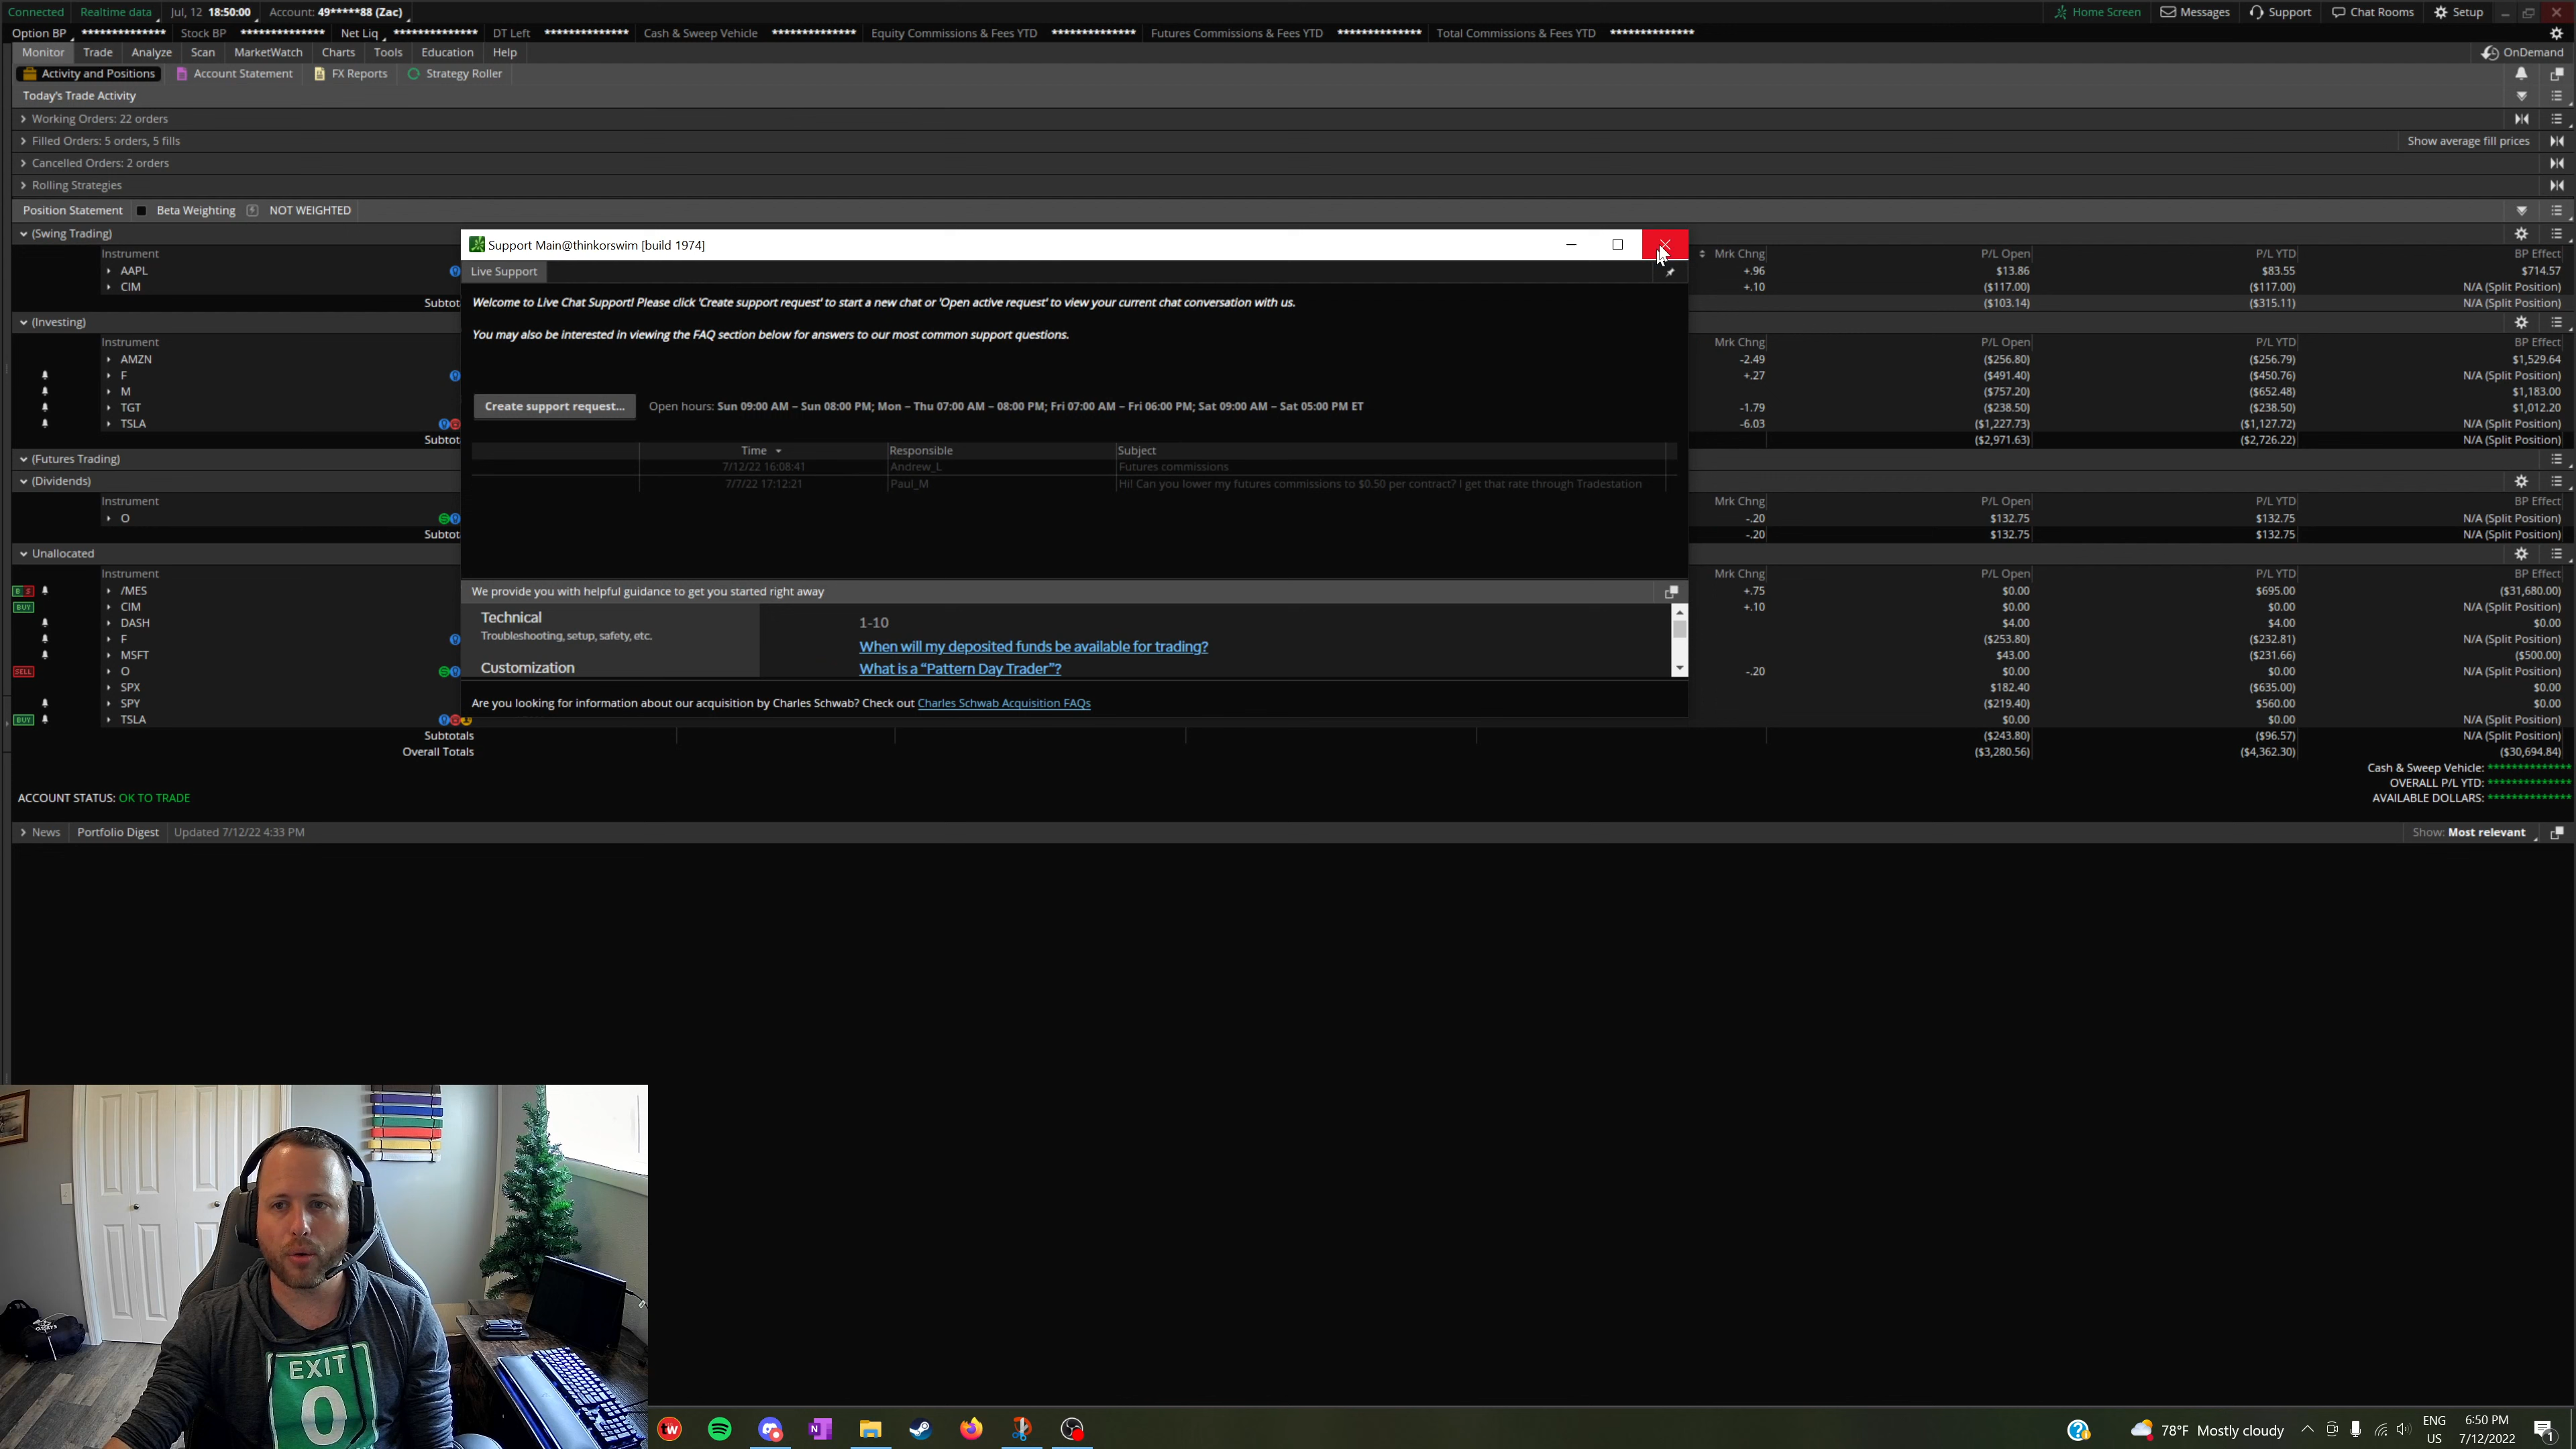 Connected Realtime data Jul, 12 18:50:00 Account: 49*****88 (Zac) Home Screen Messages Support Chat Rooms Setup
Option BP ************** Stock BP ************** Net Liq ************** DT Left ************** Cash & Sweep Vehicle ************** Equity Commissions & Fees YTD ************** Futures Commissions & Fees YTD ************** Total Commissions & Fees YTD **************
Monitor Trade Analyze Scan MarketWatch Charts Tools Education Help OnDemand
Activity and Positions Account Statement FX Reports Strategy Roller
Today's Trade Activity
Working Orders: 22 orders
Filled Orders: 5 orders, 5 fills Show average fill prices
Cancelled Orders: 2 orders
Rolling Strategies
Position Statement Beta Weighting NOT WEIGHTED
(Swing Trading)
Instrument Mrk Chng P/L Open P/L YTD BP Effect
AAPL +.96 $13.86 $83.55 $714.57
CIM +.10 ($117.00) ($117.00) N/A (Split Position)
($103.14) ($315.11) N/A (Split Position)
(Investing)
Instrument Mrk Chng P/L Open P/L YTD BP Effect
AMZN -2.49 ($256.80) ($256.79) $1,529.64
F +.27 ($491.40) ($450.76) N/A (Split Position)
M ($757.20) ($652.48) $1,183.00
TGT -1.79 ($238.50) ($238.50) $1,012.20
TSLA -6.03 ($1,227.73) ($1,127.72) N/A (Split Position)
($2,971.63) ($2,726.22) N/A (Split Position)
(Futures Trading)
(Dividends)
Instrument Mrk Chng P/L Open P/L YTD BP Effect
O -.20 $132.75 $132.75 N/A (Split Position)
-.20 $132.75 $132.75 N/A (Split Position)
Unallocated
Instrument Mrk Chng P/L Open P/L YTD BP Effect
B S /MES +.75 $0.00 $695.00 ($31,680.00)
BUY CIM +.10 $0.00 $0.00 N/A (Split Position)
DASH $4.00 $4.00 $0.00
F ($253.80) ($232.81) N/A (Split Position)
MSFT $43.00 ($231.66) ($500.00)
SELL O -.20 $0.00 $0.00 N/A (Split Position)
SPX $182.40 ($635.00) $0.00
SPY ($219.40) $560.00 $0.00
BUY TSLA $0.00 $0.00 N/A (Split Position)
Subtotals ($243.80) ($96.57) N/A (Split Position)
Overall Totals ($3,280.56) ($4,362.30) ($30,694.84)
Cash & Sweep Vehicle: **************
OVERALL P/L YTD: **************
ACCOUNT STATUS: OK TO TRADE AVAILABLE DOLLARS: **************
News Portfolio Digest Updated 7/12/22 4:33 PM Show: Most relevant
Support Main@thinkorswim [build 1974]
Live Support
Welcome to Live Chat Support! Please click 'Create support request' to start a new chat or 'Open active request' to view your current chat conversation with us.
You may also be interested in viewing the FAQ section below for answers to our most common support questions.
Create support request... Open hours: Sun 09:00 AM – Sun 08:00 PM; Mon – Thu 07:00 AM – 08:00 PM; Fri 07:00 AM – Fri 06:00 PM; Sat 09:00 AM – Sat 05:00 PM ET
Time Responsible Subject
7/12/22 16:08:41 Andrew_L Futures commissions
7/7/22 17:12:21 Paul_M Hi! Can you lower my futures commissions to $0.50 per contract? I get that rate through Tradestation
We provide you with helpful guidance to get you started right away
Technical
Troubleshooting, setup, safety, etc.
Customization
1-10
When will my deposited funds be available for trading?
What is a “Pattern Day Trader”?
Are you looking for information about our acquisition by Charles Schwab? Check out Charles Schwab Acquisition FAQs
EXIT
0
78°F Mostly cloudy
ENG
US
6:50 PM
7/12/2022
1